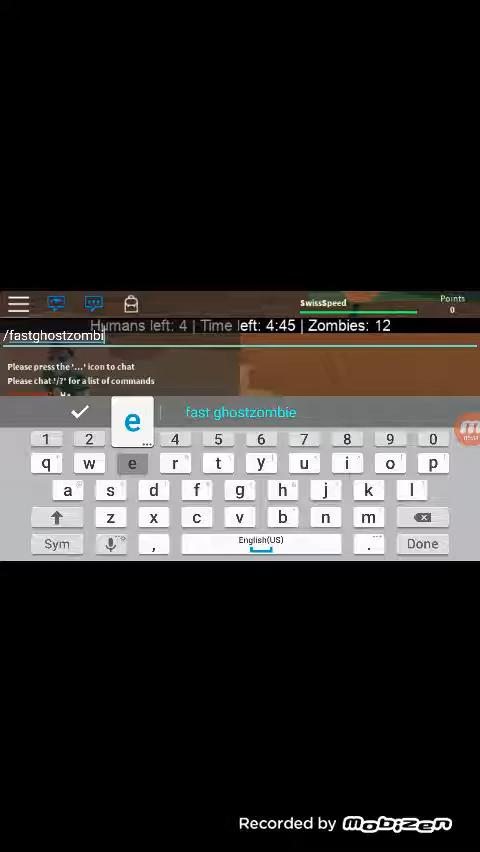 SwissSpeed
Points
0
Humans left: 4 | Time left: 4:45 | Zombies: 12
/fastghostzombi
Please press the '...' icon to chat
Please chat '/?' for a list of commands
e
fast ghostzombie
1 2 4 5 6 7 8 9 0
q w e r t y u i o p
a s d f g h j k l
z x c v b n m
Sym , English(US) . Done
Recorded by Mobizen